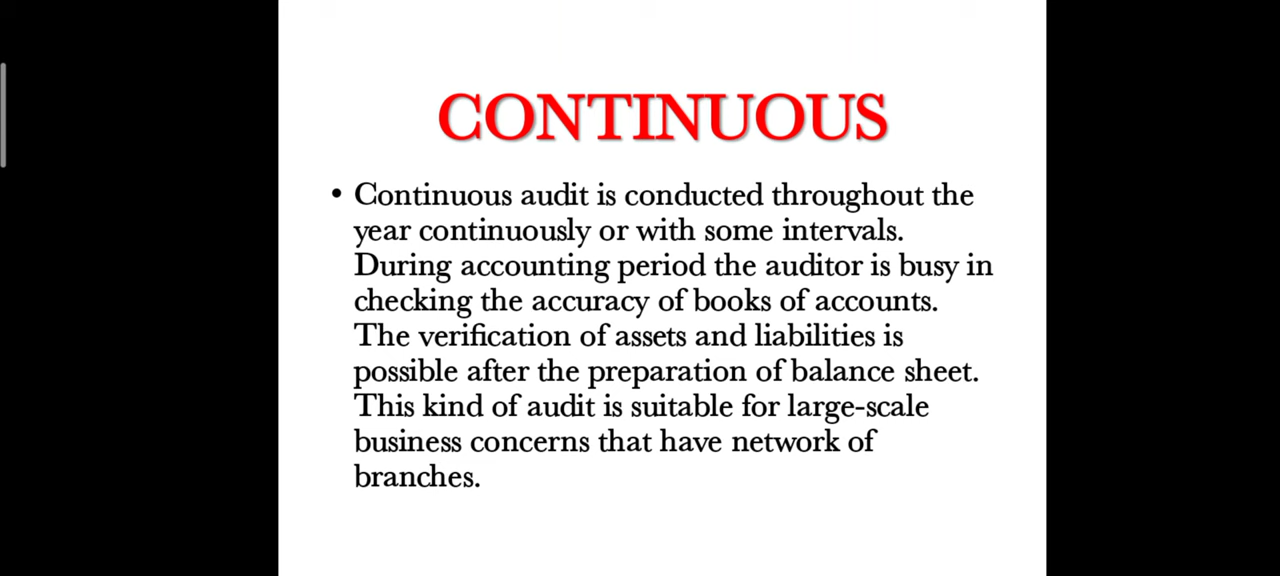 CONTINUOUS
• Continuous audit is conducted throughout the
year continuously or with some intervals.
During accounting period the auditor is busy in
checking the accuracy of books of accounts.
The verification of assets and liabilities is
possible after the preparation of balance sheet.
This kind of audit is suitable for large-scale
business concerns that have network of
branches.